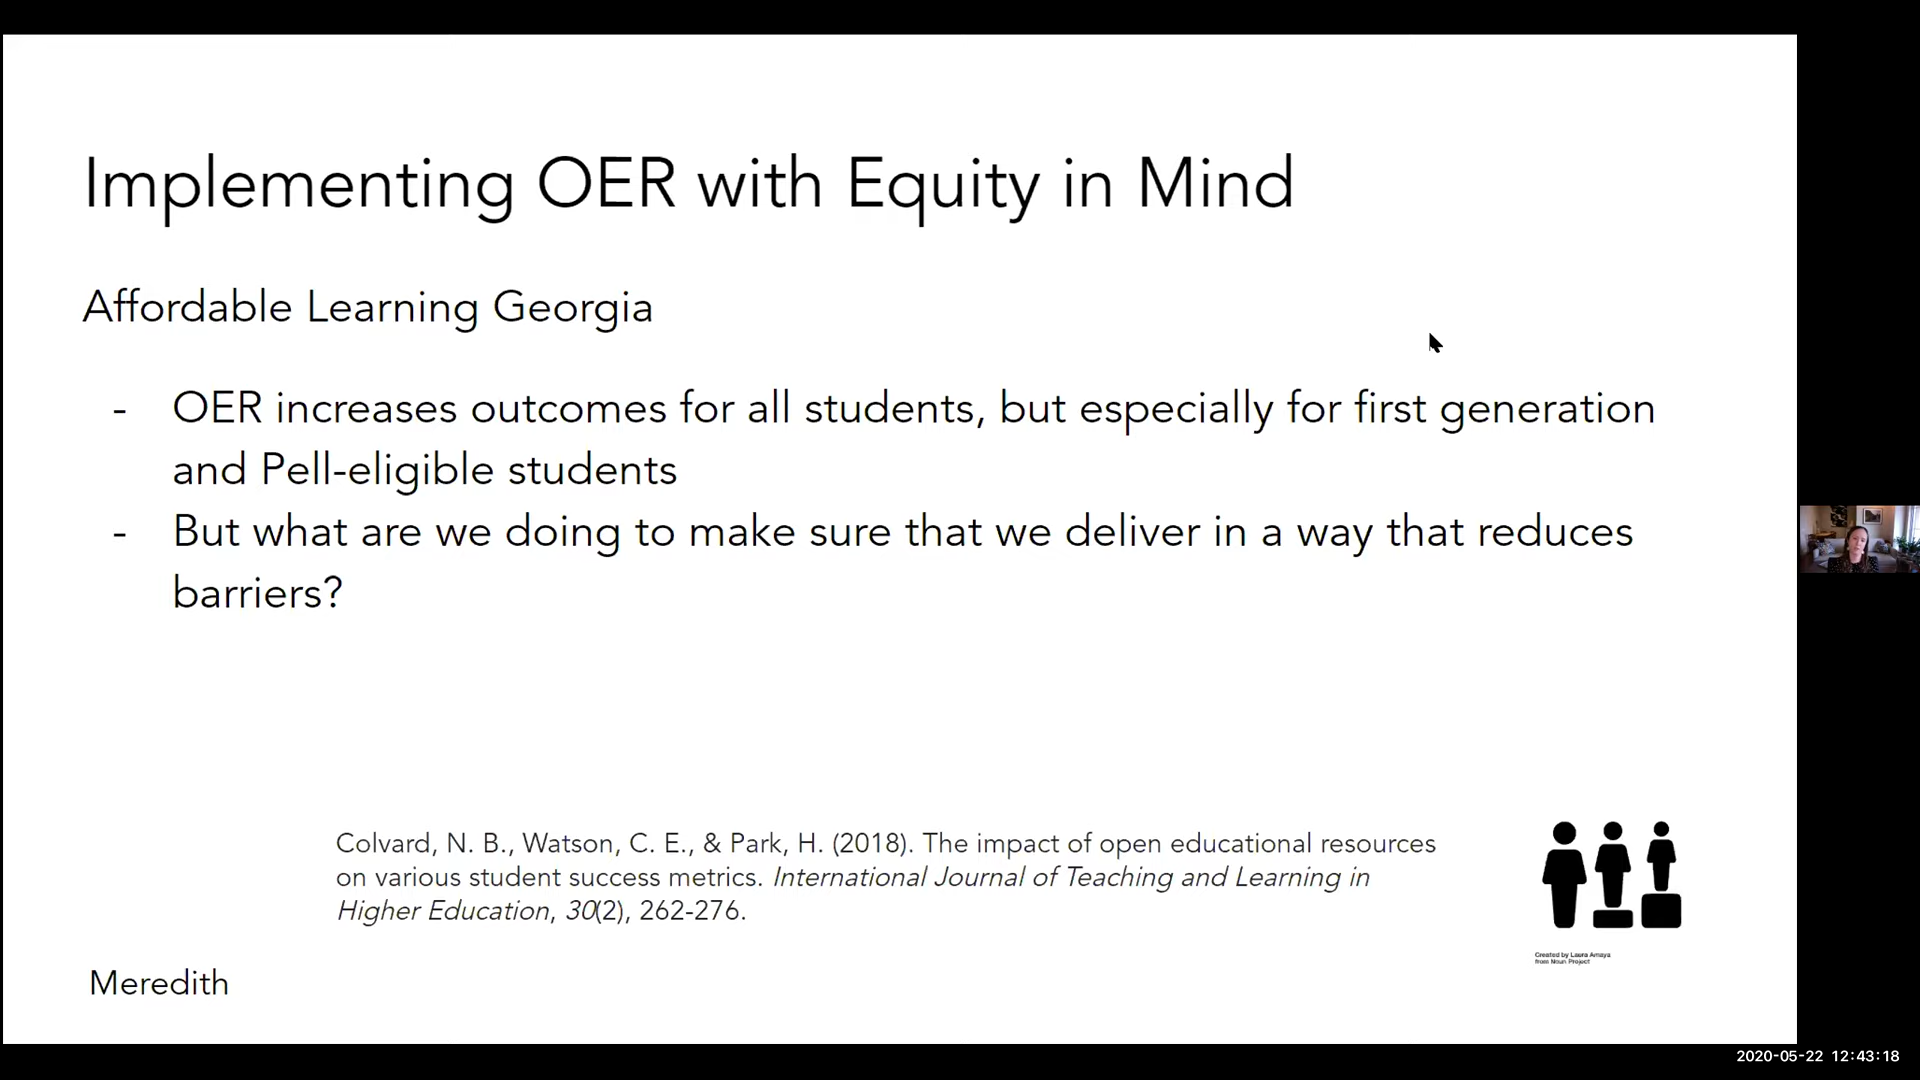 Implementing OER with Equity in Mind
Affordable Learning Georgia
- OER increases outcomes for all students, but especially for first generation
and Pell-eligible students
- But what are we doing to make sure that we deliver in a way that reduces
barriers?
Colvard, N. B., Watson, C. E., & Park, H. (2018). The impact of open educational resources
on various student success metrics. International Journal of Teaching and Learning in
Higher Education, 30(2), 262-276.
Created by Laura Amaya
from Noun Project
Meredith
2020-05-22 12:43:18